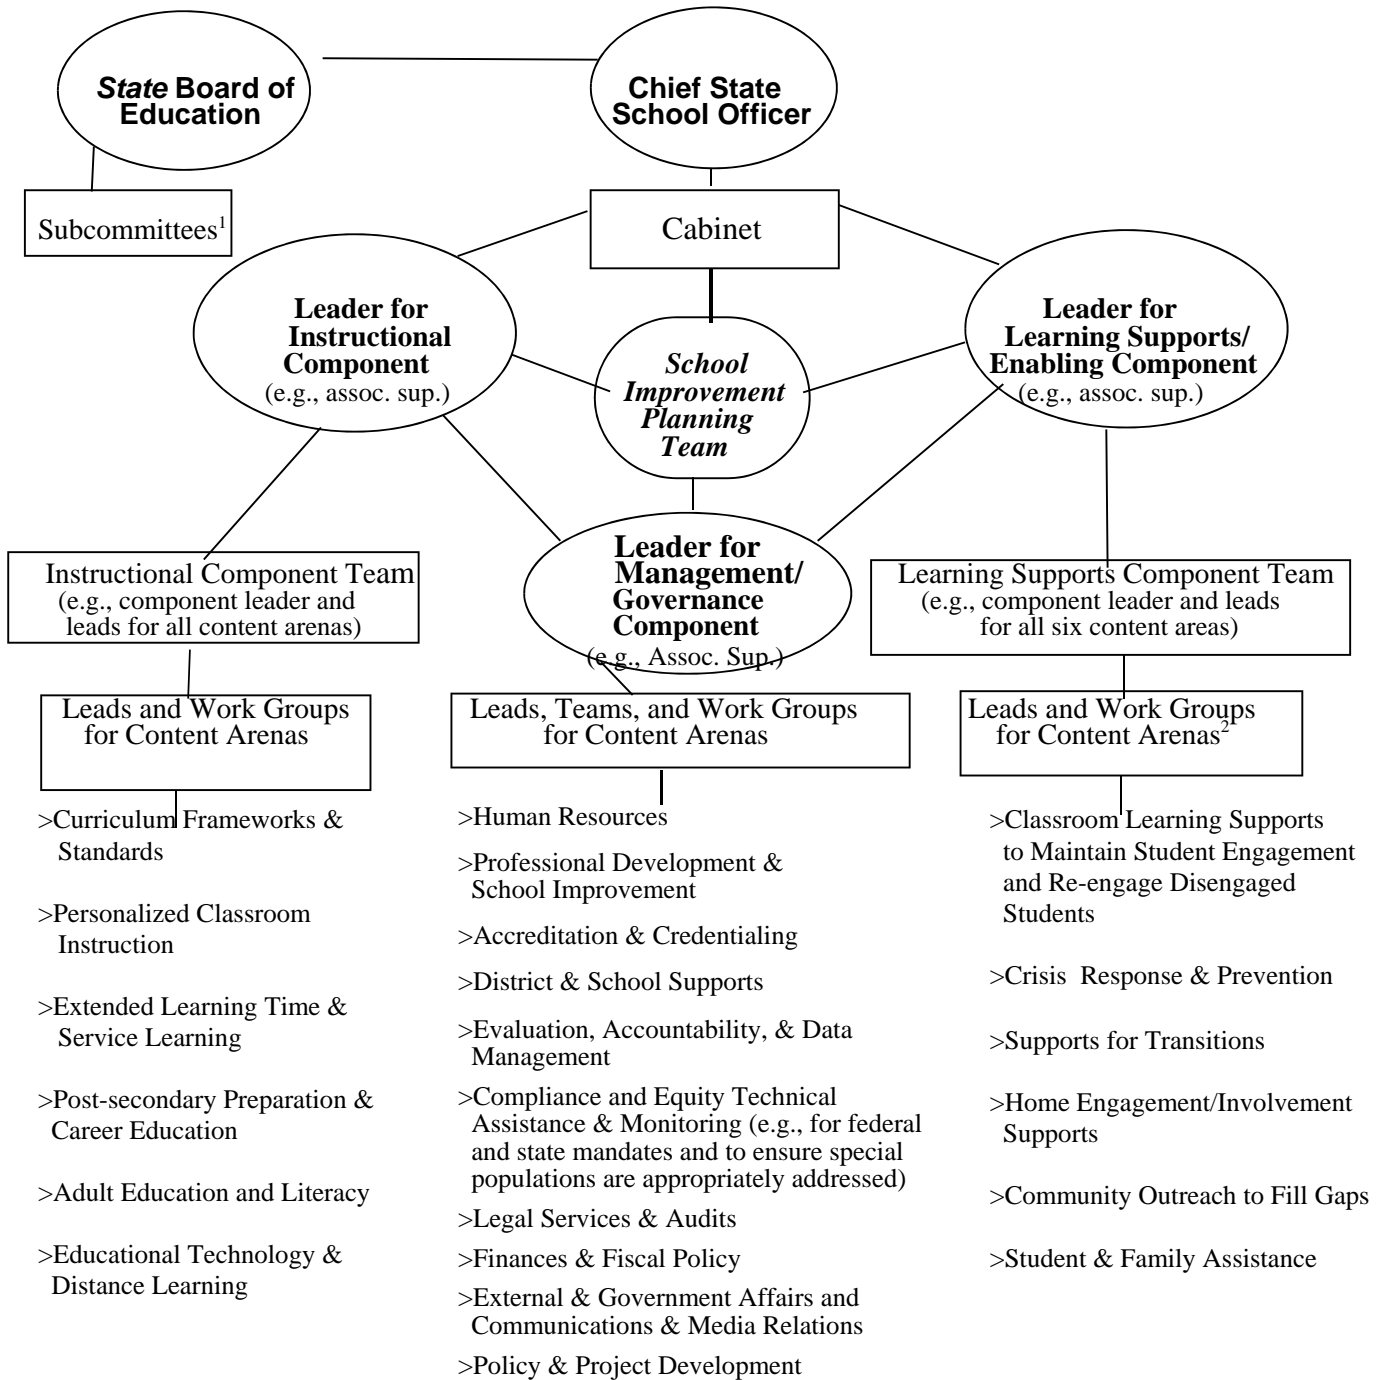 State Board of
Education
Chief State
School Officer
Subcommittees1
Cabinet
Leader for
Instructional
Component
(e.g., assoc. sup.)
School
Improvement
Planning
Team
Leader for
Learning Supports/
Enabling Component
(e.g., assoc. sup.)
Leader for
Management/
Governance
Component
(e.g., Assoc. Sup.)
Instructional Component Team
(e.g., component leader and
leads for all content arenas)
Learning Supports Component Team
(e.g., component leader and leads
for all six content areas)
Leads and Work Groups
for Content Arenas
Leads, Teams, and Work Groups
for Content Arenas
Leads and Work Groups
for Content Arenas2
>Curriculum Frameworks &
Standards
>Personalized Classroom
Instruction
>Extended Learning Time &
Service Learning
>Post-secondary Preparation &
Career Education
>Adult Education and Literacy
>Educational Technology &
Distance Learning
>Human Resources
>Professional Development &
School Improvement
>Accreditation & Credentialing
>District & School Supports
>Evaluation, Accountability, & Data
Management
>Compliance and Equity Technical
Assistance & Monitoring (e.g., for federal
and state mandates and to ensure special
populations are appropriately addressed)
>Legal Services & Audits
>Finances & Fiscal Policy
>External & Government Affairs and
Communications & Media Relations
>Policy & Project Development
>Classroom Learning Supports
to Maintain Student Engagement
and Re-engage Disengaged
Students
>Crisis Response & Prevention
>Supports for Transitions
>Home Engagement/Involvement
Supports
>Community Outreach to Fill Gaps
>Student & Family Assistance